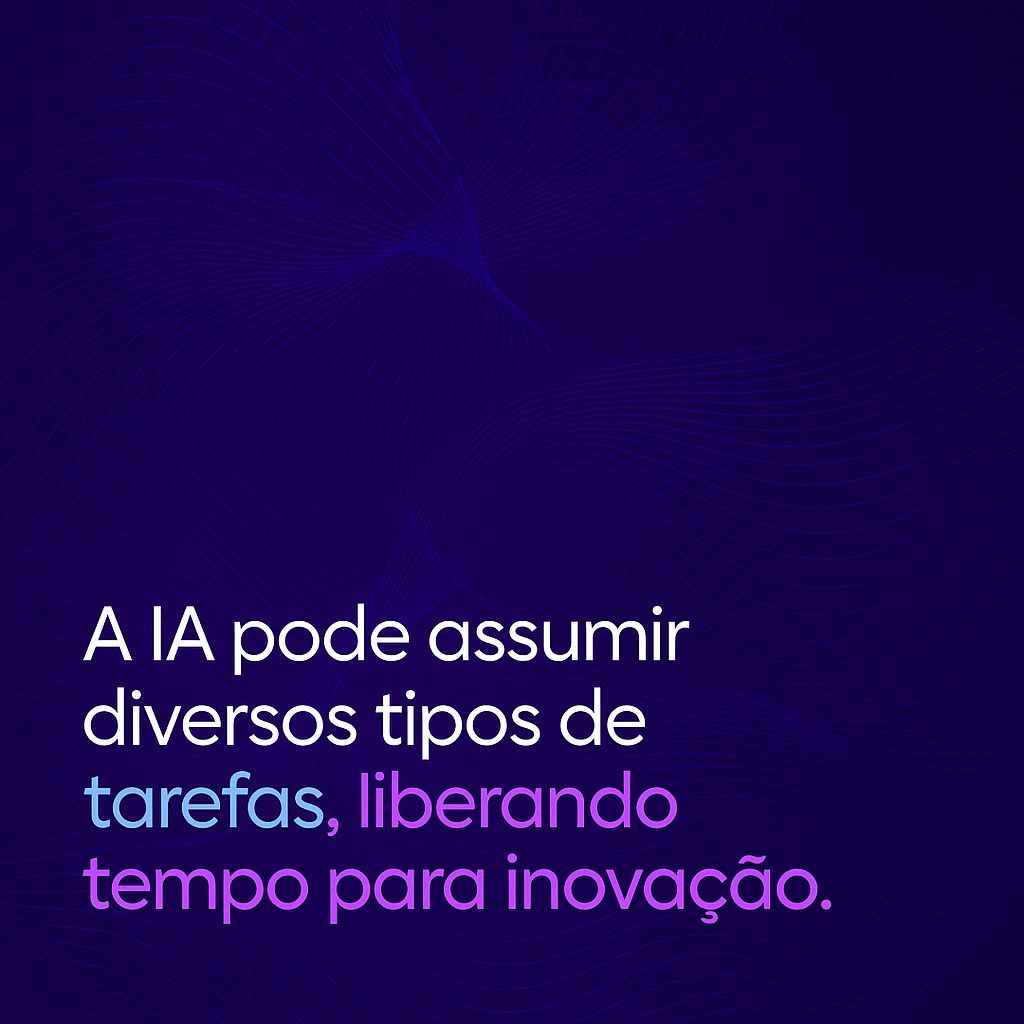 A IA pode assumir
diversos tipos de
tarefas, liberando
tempo para inovação.